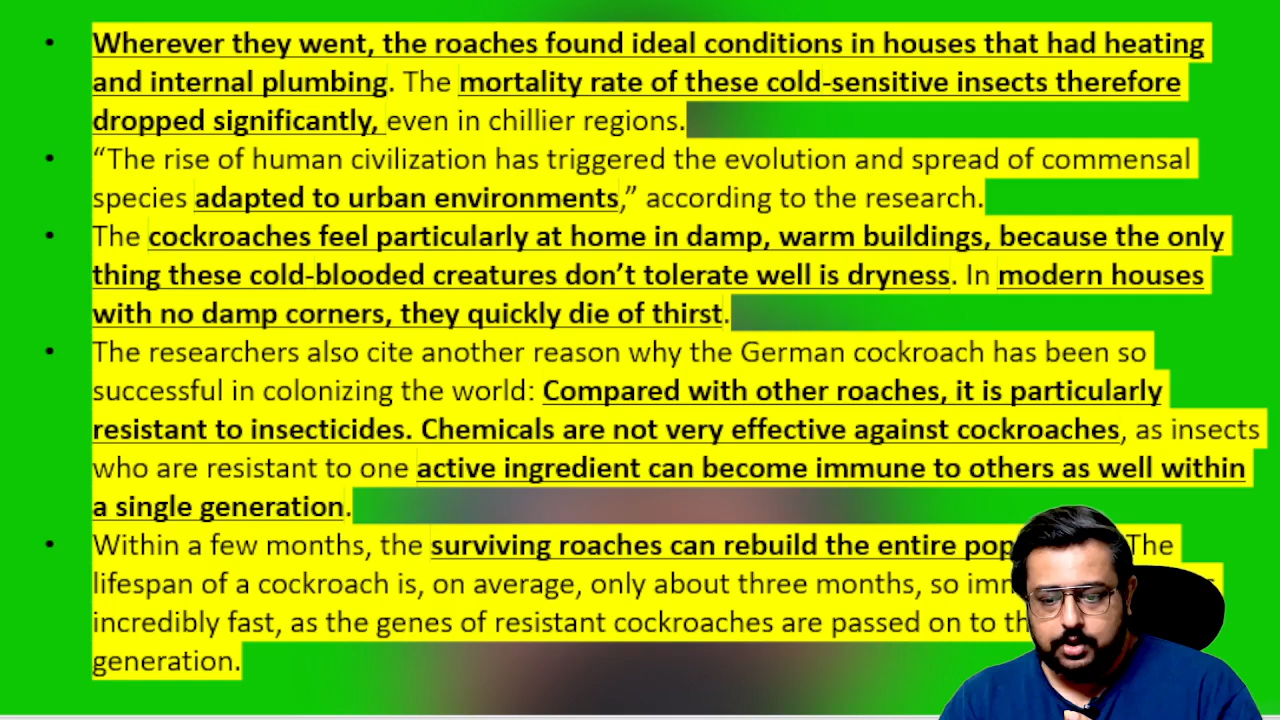 • Wherever they went, the roaches found ideal conditions in houses that had heating
and internal plumbing. The mortality rate of these cold-sensitive insects therefore
dropped significantly, even in chillier regions.
• “The rise of human civilization has triggered the evolution and spread of commensal
species adapted to urban environments,” according to the research.
• The cockroaches feel particularly at home in damp, warm buildings, because the only
thing these cold-blooded creatures don’t tolerate well is dryness. In modern houses
with no damp corners, they quickly die of thirst.
• The researchers also cite another reason why the German cockroach has been so
successful in colonizing the world: Compared with other roaches, it is particularly
resistant to insecticides. Chemicals are not very effective against cockroaches, as insects
who are resistant to one active ingredient can become immune to others as well within
a single generation.
• Within a few months, the surviving roaches can rebuild the entire The
lifespan of a cockroach is, on average, only about three months, so
incredibly fast, as the genes of resistant cockroaches are passed on to
generation.